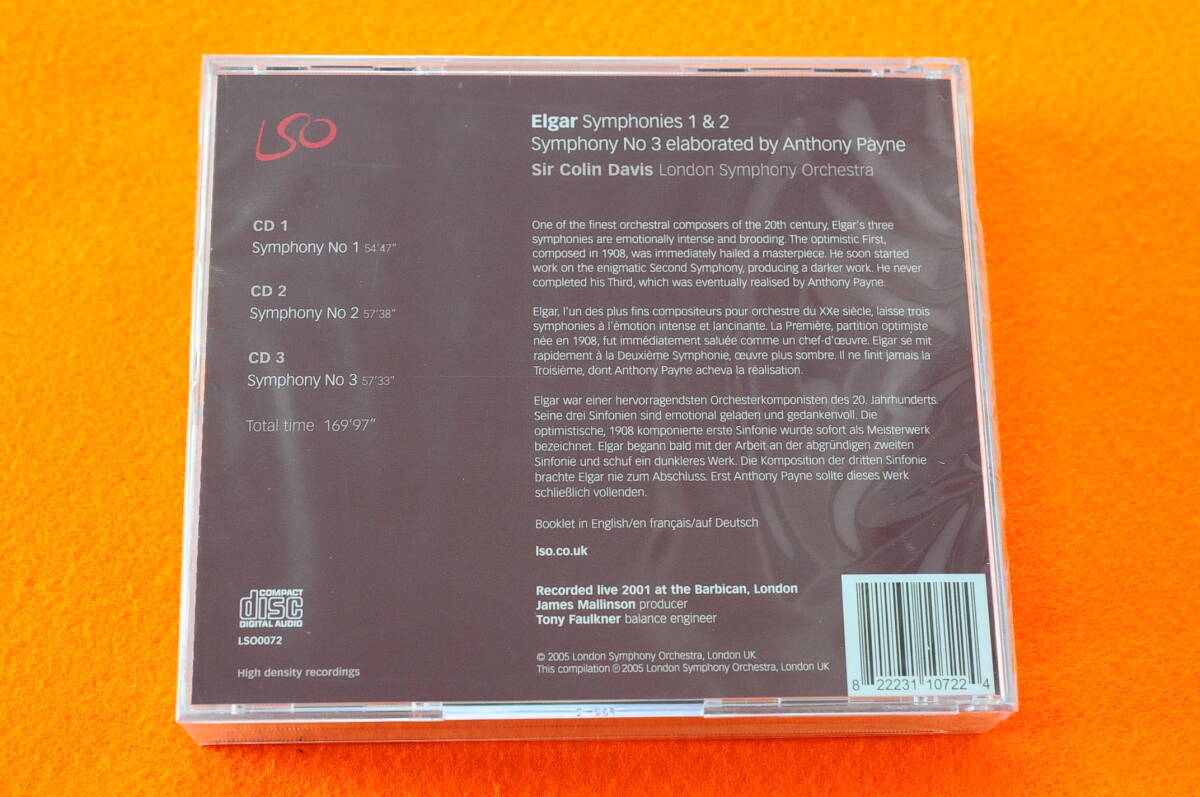 LSO
Elgar Symphonies 1 & 2
Symphony No 3 elaborated by Anthony Payne
Sir Colin Davis London Symphony Orchestra
CD 1
Symphony No 1 54'47"
CD 2
Symphony No 2 57'38"
CD 3
Symphony No 3 57'33"
Total time 169'97"
One of the finest orchestral composers of the 20th century, Elgar's three
symphonies are emotionally intense and brooding. The optimistic First,
composed in 1908, was immediately hailed a masterpiece. He soon started
work on the enigmatic Second Symphony, producing a darker work. He never
completed his Third, which was eventually realised by Anthony Payne.
Elgar, l'un des plus fins compositeurs pour orchestre du XXe siècle, laisse trois
symphonies à l'émotion intense et lancinante. La Première, partition optimiste
née en 1908, fut immédiatement saluée comme un chef-d'œuvre. Elgar se mit
rapidement à la Deuxième Symphonie, œuvre plus sombre. Il ne finit jamais la
Troisième, dont Anthony Payne acheva la réalisation.
Elgar war einer hervorragendsten Orchesterkomponisten des 20. Jahrhunderts.
Seine drei Sinfonien sind emotional geladen und gedankenvoll. Die
optimistische, 1908 komponierte erste Sinfonie wurde sofort als Meisterwerk
bezeichnet. Elgar begann bald mit der Arbeit an der abgründigen zweiten
Sinfonie und schuf ein dunkleres Werk. Die Komposition der dritten Sinfonie
brachte Elgar nie zum Abschluss. Erst Anthony Payne sollte dieses Werk
schließlich vollenden.
Booklet in English/en français/auf Deutsch
lso.co.uk
Recorded live 2001 at the Barbican, London
James Mallinson producer
Tony Faulkner balance engineer
© 2005 London Symphony Orchestra, London UK
This compilation ℗ 2005 London Symphony Orchestra, London UK
COMPACT
disc
DIGITAL AUDIO
LSO0072
High density recordings
8 22231 10722 4